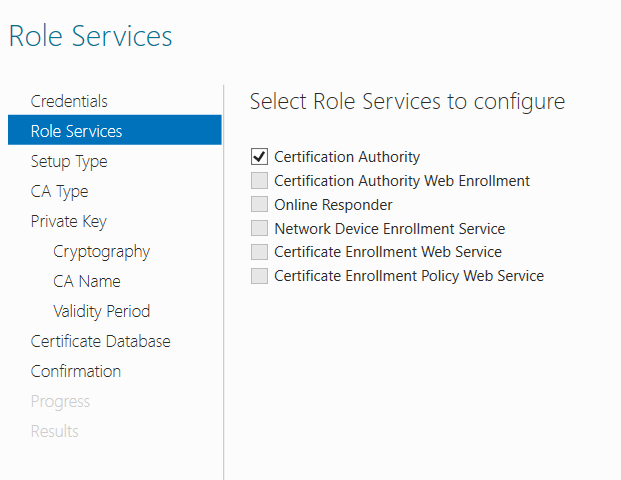 Role Services
Credentials
Role Services
Setup Type
CA Type
Private Key
Cryptography
CA Name
Validity Period
Certificate Database
Confirmation
Progress
Results
Select Role Services to configure
Certification Authority
Certification Authority Web Enrollment
Online Responder
Network Device Enrollment Service
Certificate Enrollment Web Service
Certificate Enrollment Policy Web Service